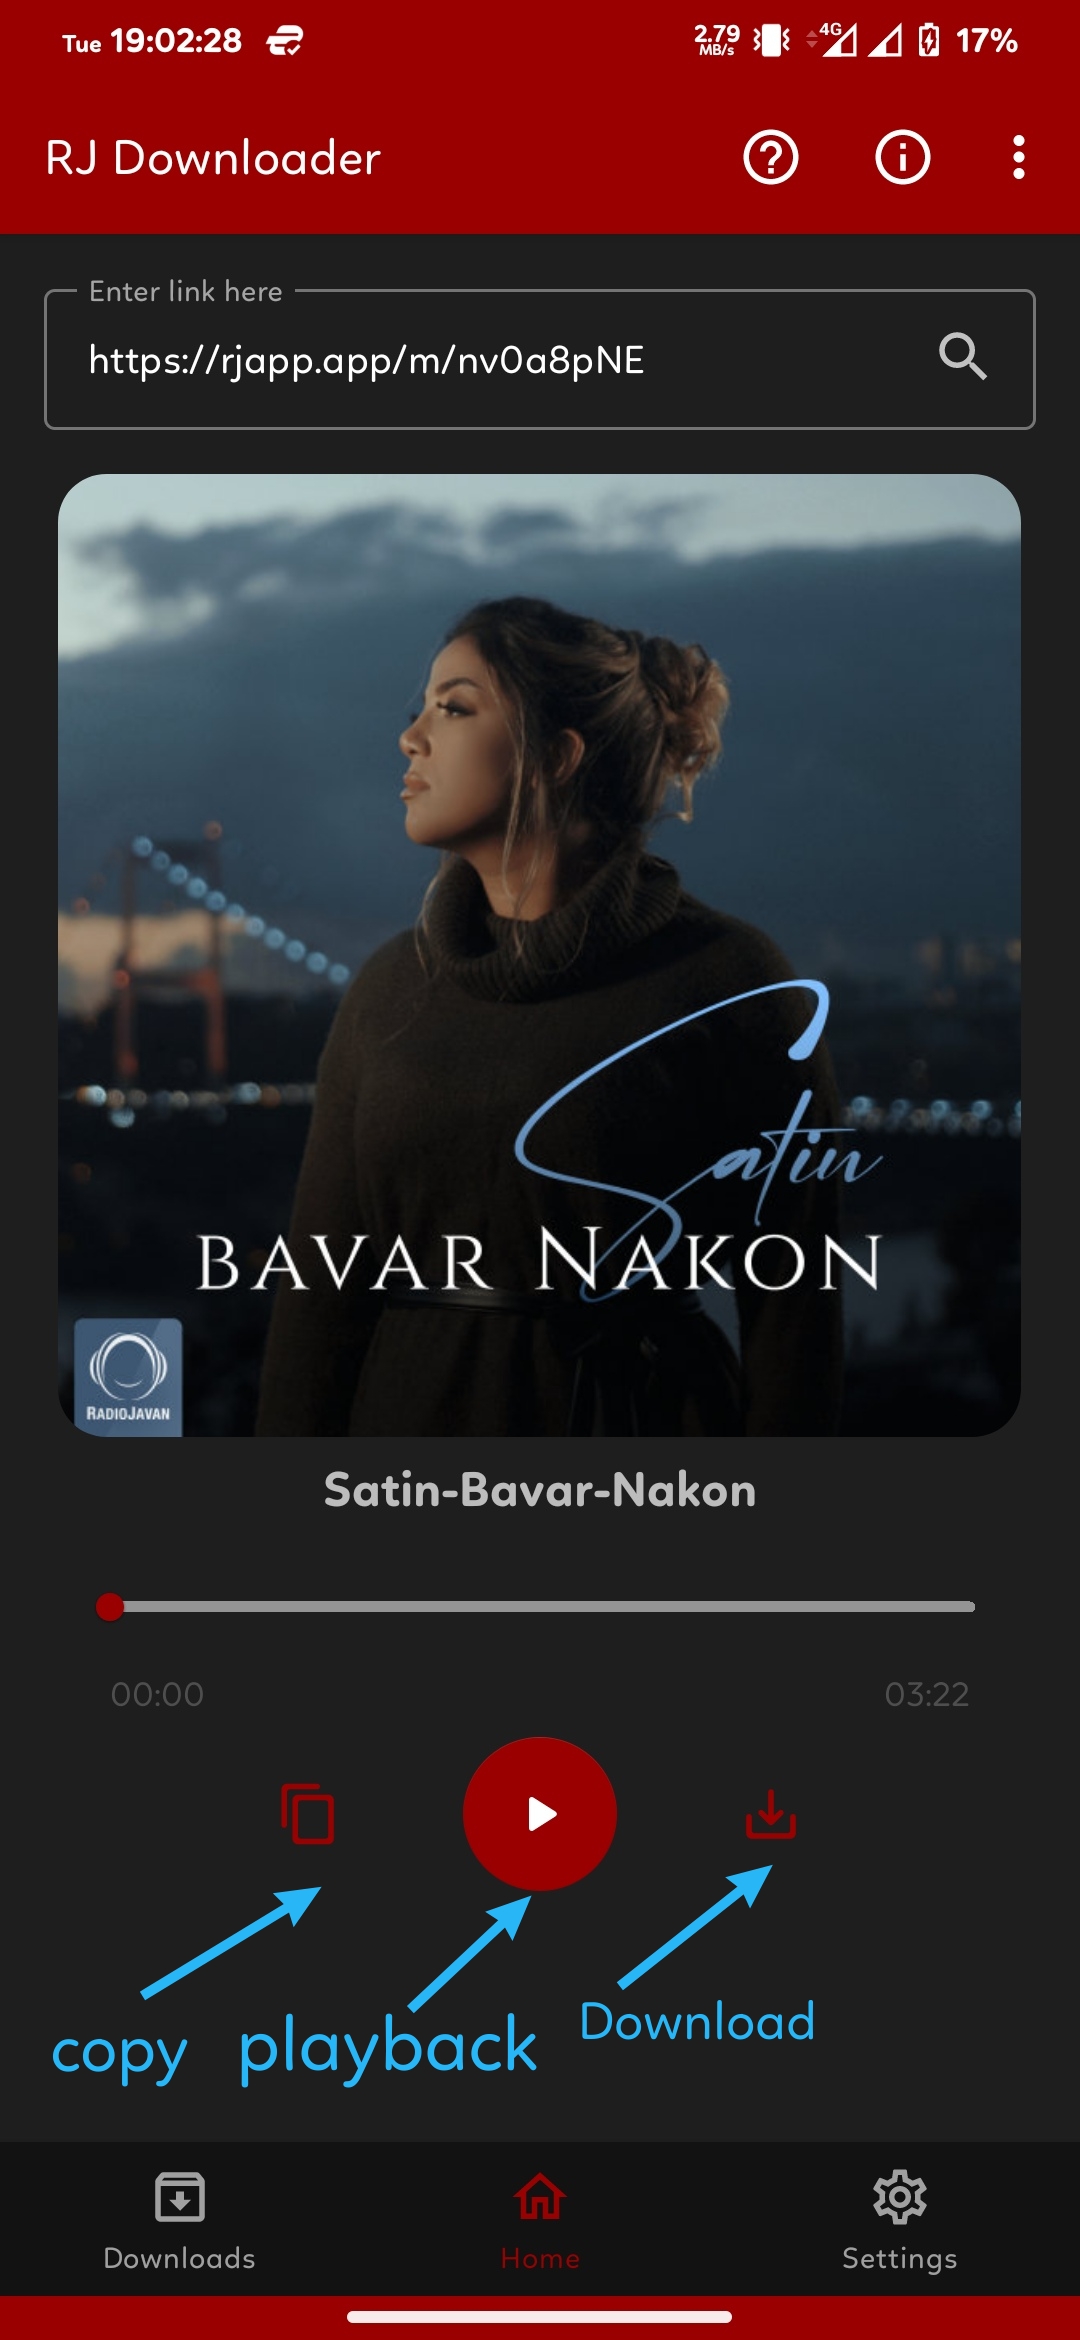 Tue 19:02:28 2.79 MB/s 4G 17%
RJ Downloader
Enter link here
https://rjapp.app/m/nv0a8pNE
Satin
BAVAR NAKON
RADIOJAVAN
Satin-Bavar-Nakon
00:00 03:22
copy playback Download
Downloads Home Settings